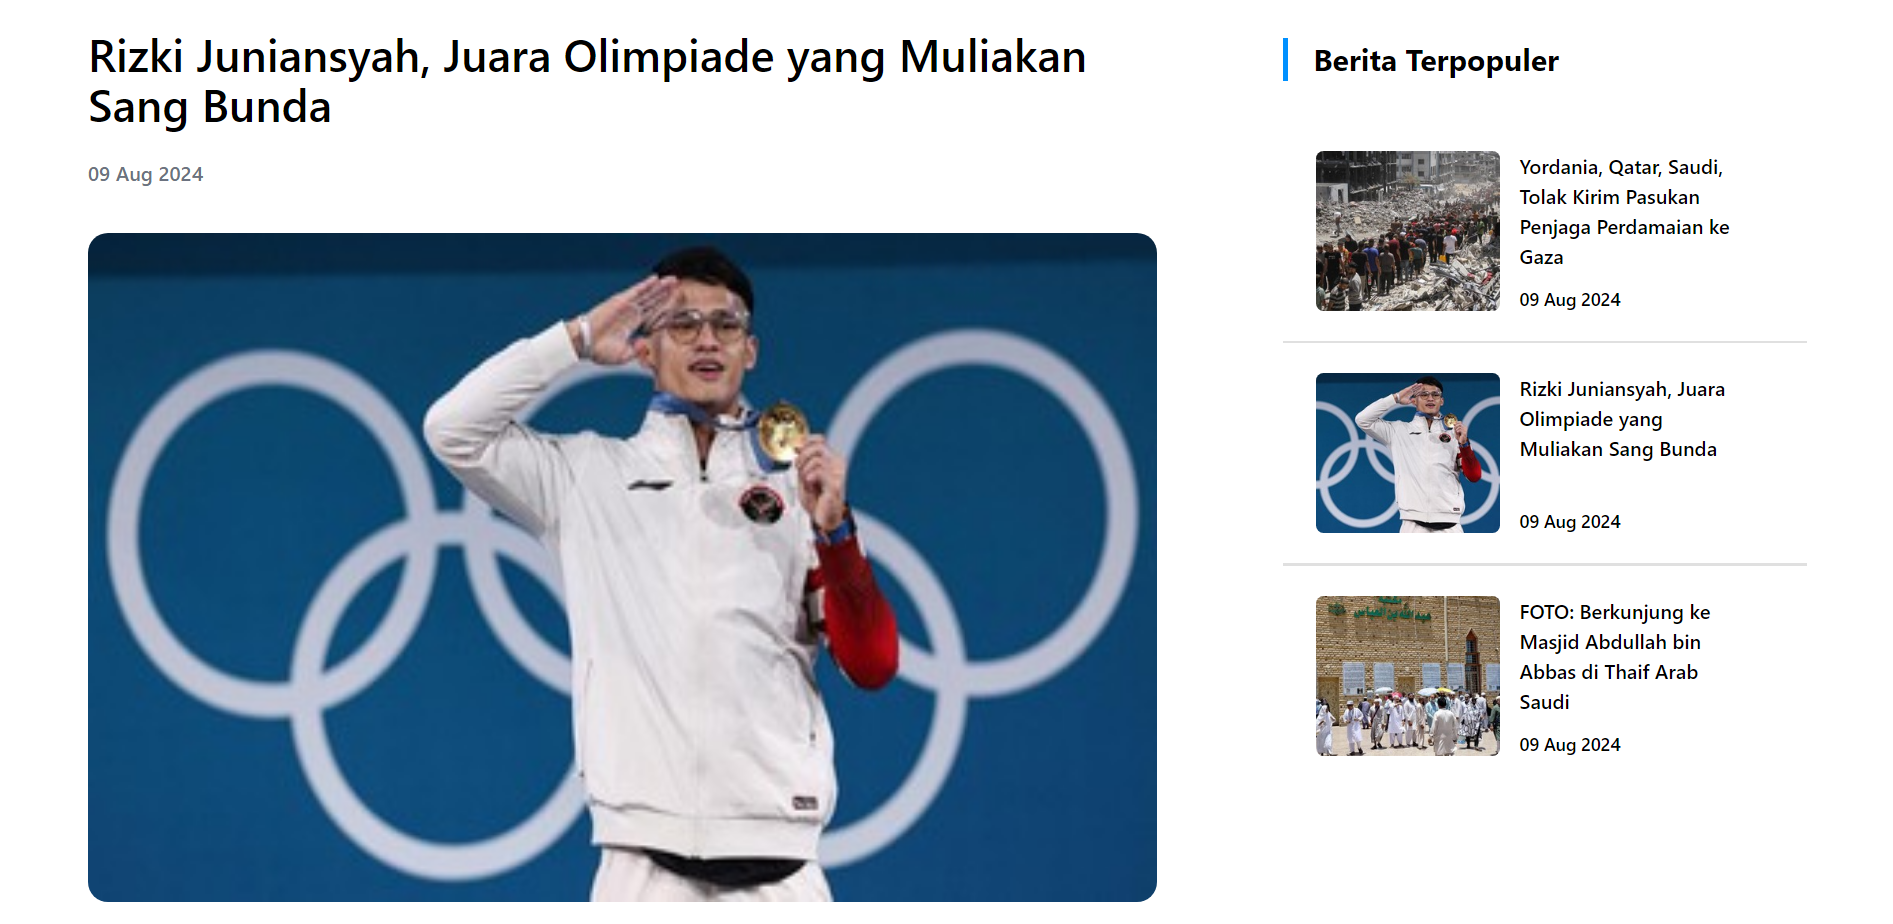 Rizki Juniansyah, Juara Olimpiade yang Muliakan
Sang Bunda
09 Aug 2024
Berita Terpopuler
Yordania, Qatar, Saudi,
Tolak Kirim Pasukan
Penjaga Perdamaian ke
Gaza
09 Aug 2024
Rizki Juniansyah, Juara
Olimpiade yang
Muliakan Sang Bunda
09 Aug 2024
FOTO: Berkunjung ke
Masjid Abdullah bin
Abbas di Thaif Arab
Saudi
09 Aug 2024